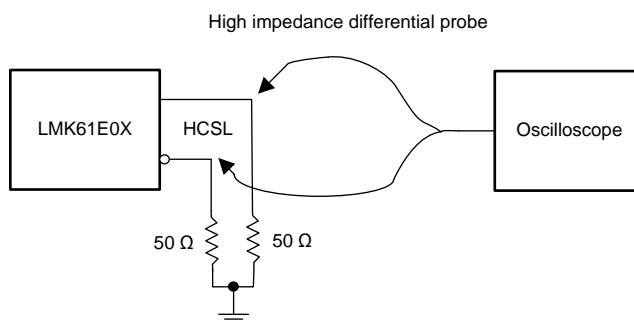 High impedance differential probe
LMK61E0X
HCSL
Oscilloscope
50 Ω
50 Ω